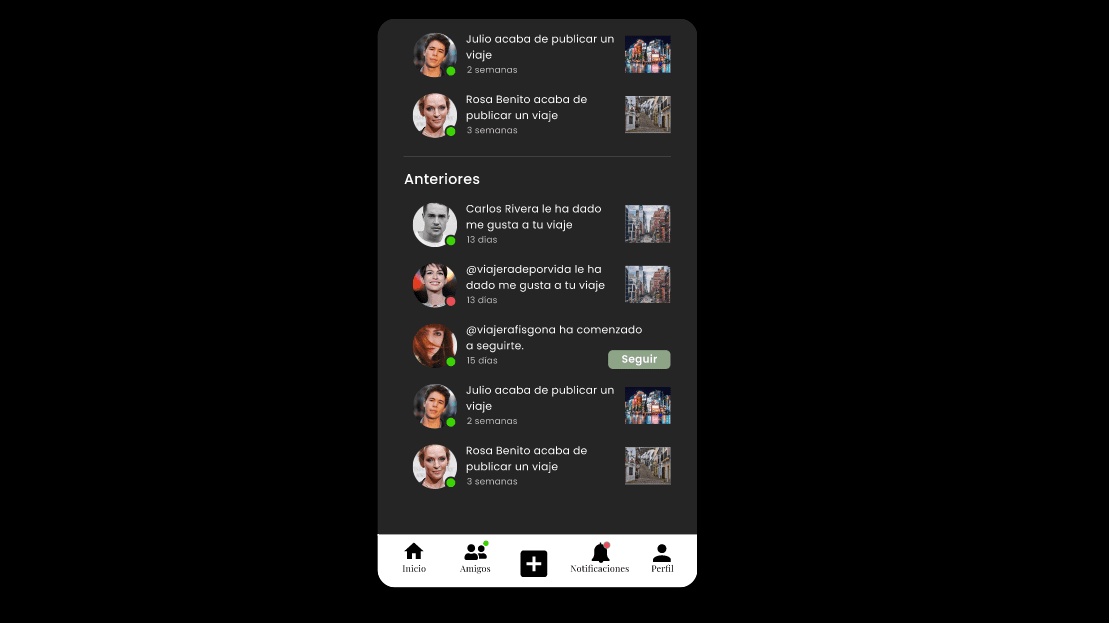 Julio acaba de publicar un
viaje
2 semanas
Rosa Benito acaba de
publicar un viaje
3 semanas
Anteriores
Carlos Rivera le ha dado
me gusta a tu viaje
13 días
@viajeradeporvida le ha
dado me gusta a tu viaje
13 días
@viajerafisgona ha comenzado
a seguirte.
15 días
Seguir
Julio acaba de publicar un
viaje
2 semanas
Rosa Benito acaba de
publicar un viaje
3 semanas
Inicio
Amigos
Notificaciones
Perfil